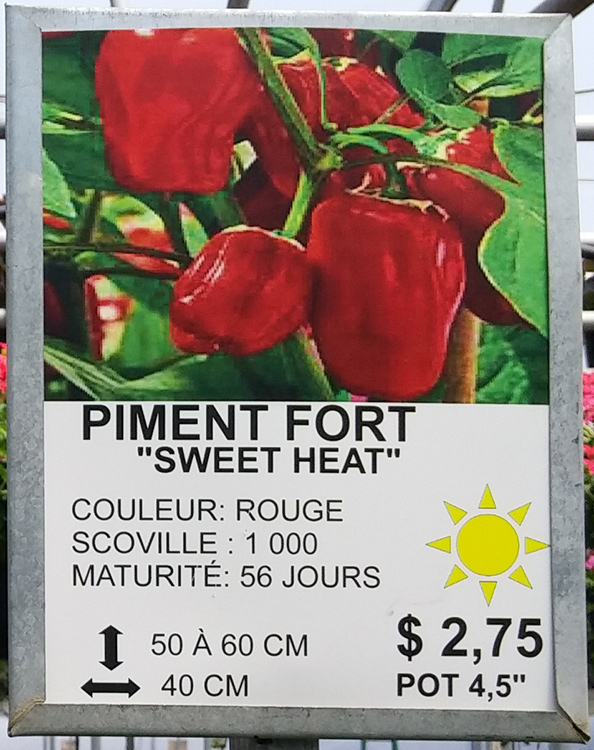 PIMENT FORT
"SWEET HEAT"
COULEUR: ROUGE
SCOVILLE : 1 000
MATURITÉ: 56 JOURS
50 À 60 CM
40 CM
$ 2,75
POT 4,5"